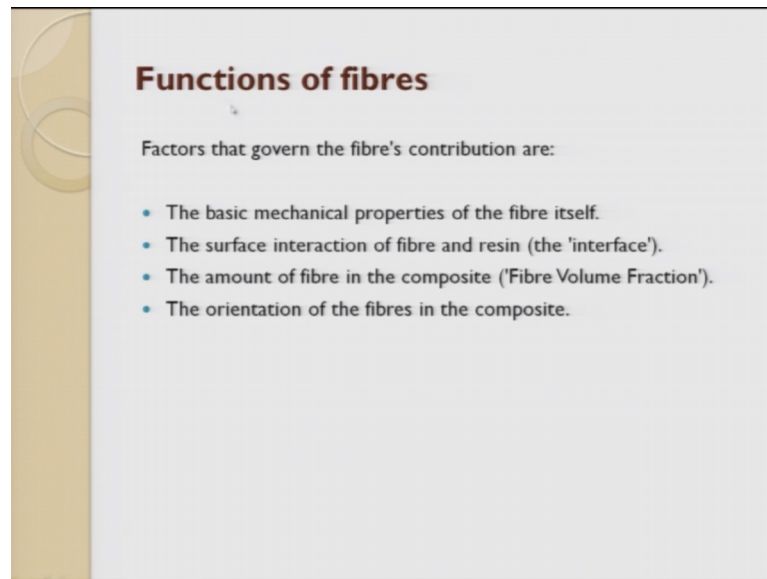 Functions of fibres
Factors that govern the fibre's contribution are:
• The basic mechanical properties of the fibre itself.
• The surface interaction of fibre and resin (the 'interface').
• The amount of fibre in the composite ('Fibre Volume Fraction').
• The orientation of the fibres in the composite.